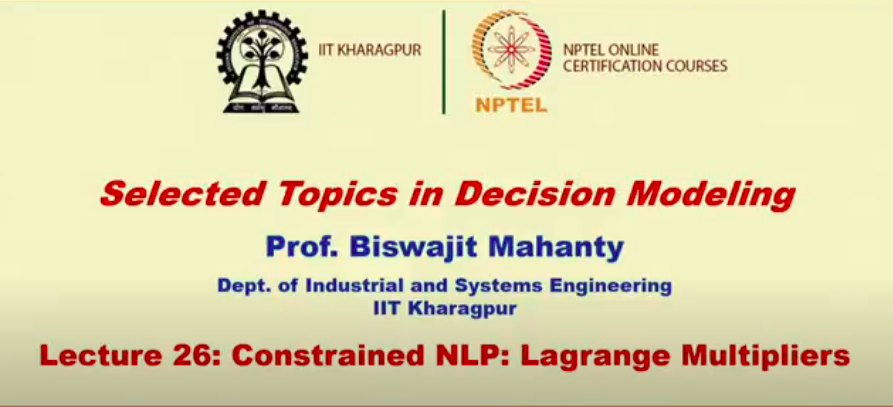 IIT KHARAGPUR
NPTEL ONLINE
CERTIFICATION COURSES
NPTEL
Selected Topics in Decision Modeling
Prof. Biswajit Mahanty
Dept. of Industrial and Systems Engineering
IIT Kharagpur
Lecture 26: Constrained NLP: Lagrange Multipliers